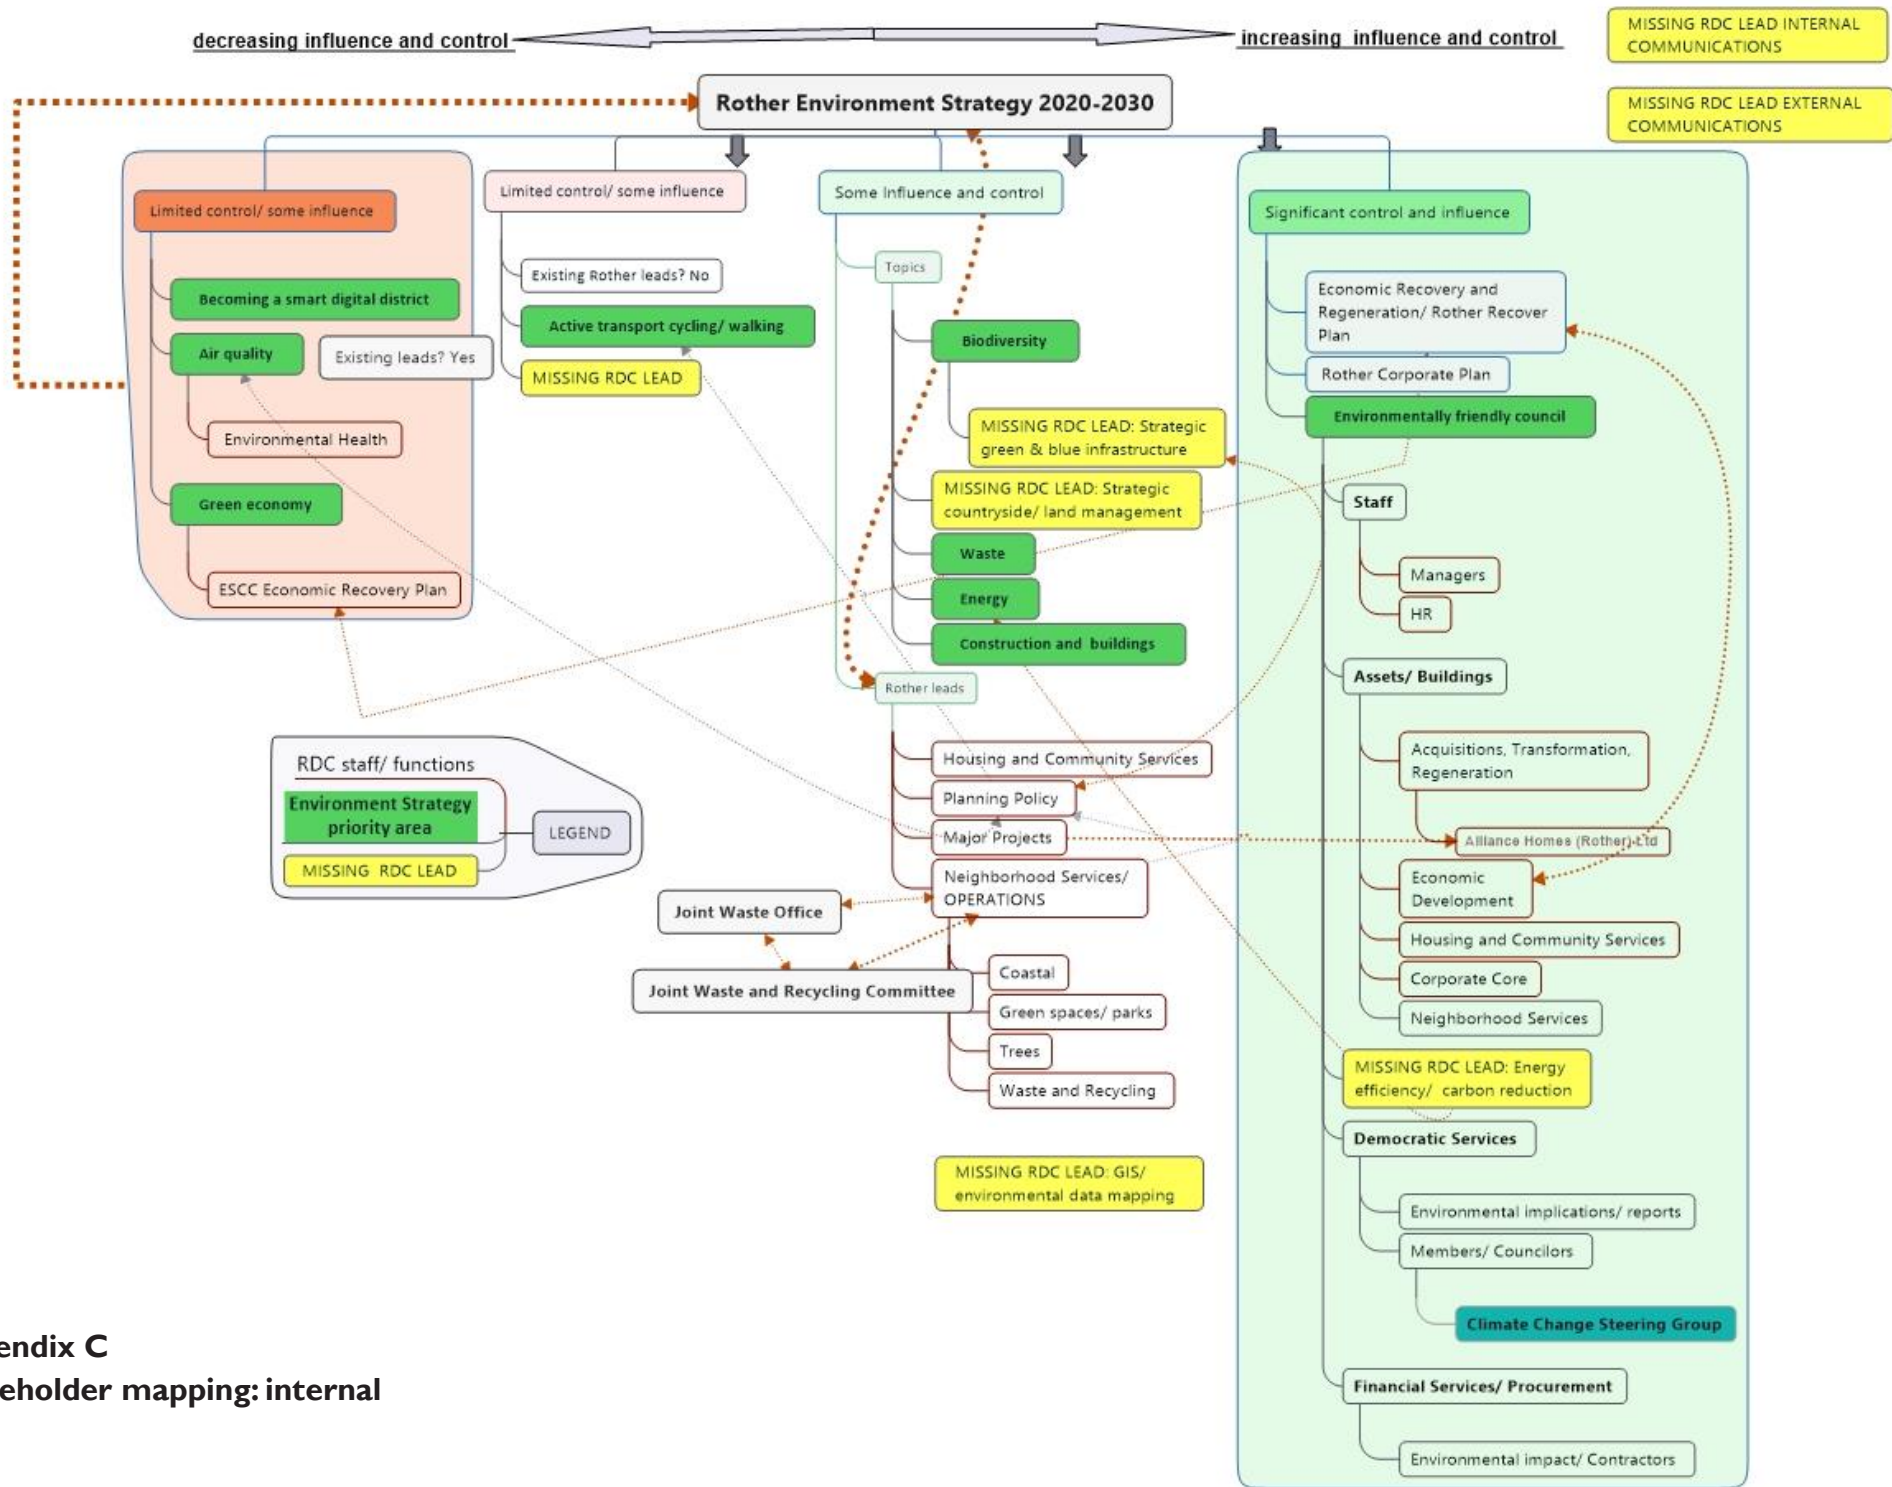 decreasing influence and control
increasing influence and control
MISSING RDC LEAD INTERNAL
COMMUNICATIONS
MISSING RDC LEAD EXTERNAL
COMMUNICATIONS
Rother Environment Strategy 2020-2030
Limited control/ some influence
Becoming a smart digital district
Air quality
Existing leads? Yes
Environmental Health
Green economy
ESCC Economic Recovery Plan
Limited control/ some influence
Existing Rother leads? No
Active transport cycling/ walking
MISSING RDC LEAD
Some Influence and control
Topics
Biodiversity
MISSING RDC LEAD: Strategic
green & blue infrastructure
MISSING RDC LEAD: Strategic
countryside/ land management
Waste
Energy
Construction and buildings
Rother leads
Housing and Community Services
Planning Policy
Major Projects
Neighborhood Services/
OPERATIONS
Joint Waste Office
Joint Waste and Recycling Committee
Coastal
Green spaces/ parks
Trees
Waste and Recycling
MISSING RDC LEAD: GIS/
environmental data mapping
Significant control and influence
Economic Recovery and
Regeneration/ Rother Recover
Plan
Rother Corporate Plan
Environmentally friendly council
Staff
Managers
HR
Assets/ Buildings
Acquisitions, Transformation,
Regeneration
Alliance Homes (Rother) Ltd
Economic
Development
Housing and Community Services
Corporate Core
Neighborhood Services
MISSING RDC LEAD: Energy
efficiency/ carbon reduction
Democratic Services
Environmental implications/ reports
Members/ Councilors
Climate Change Steering Group
Financial Services/ Procurement
Environmental impact/ Contractors
RDC staff/ functions
Environment Strategy
priority area
MISSING RDC LEAD
LEGEND
endix C
eholder mapping: internal